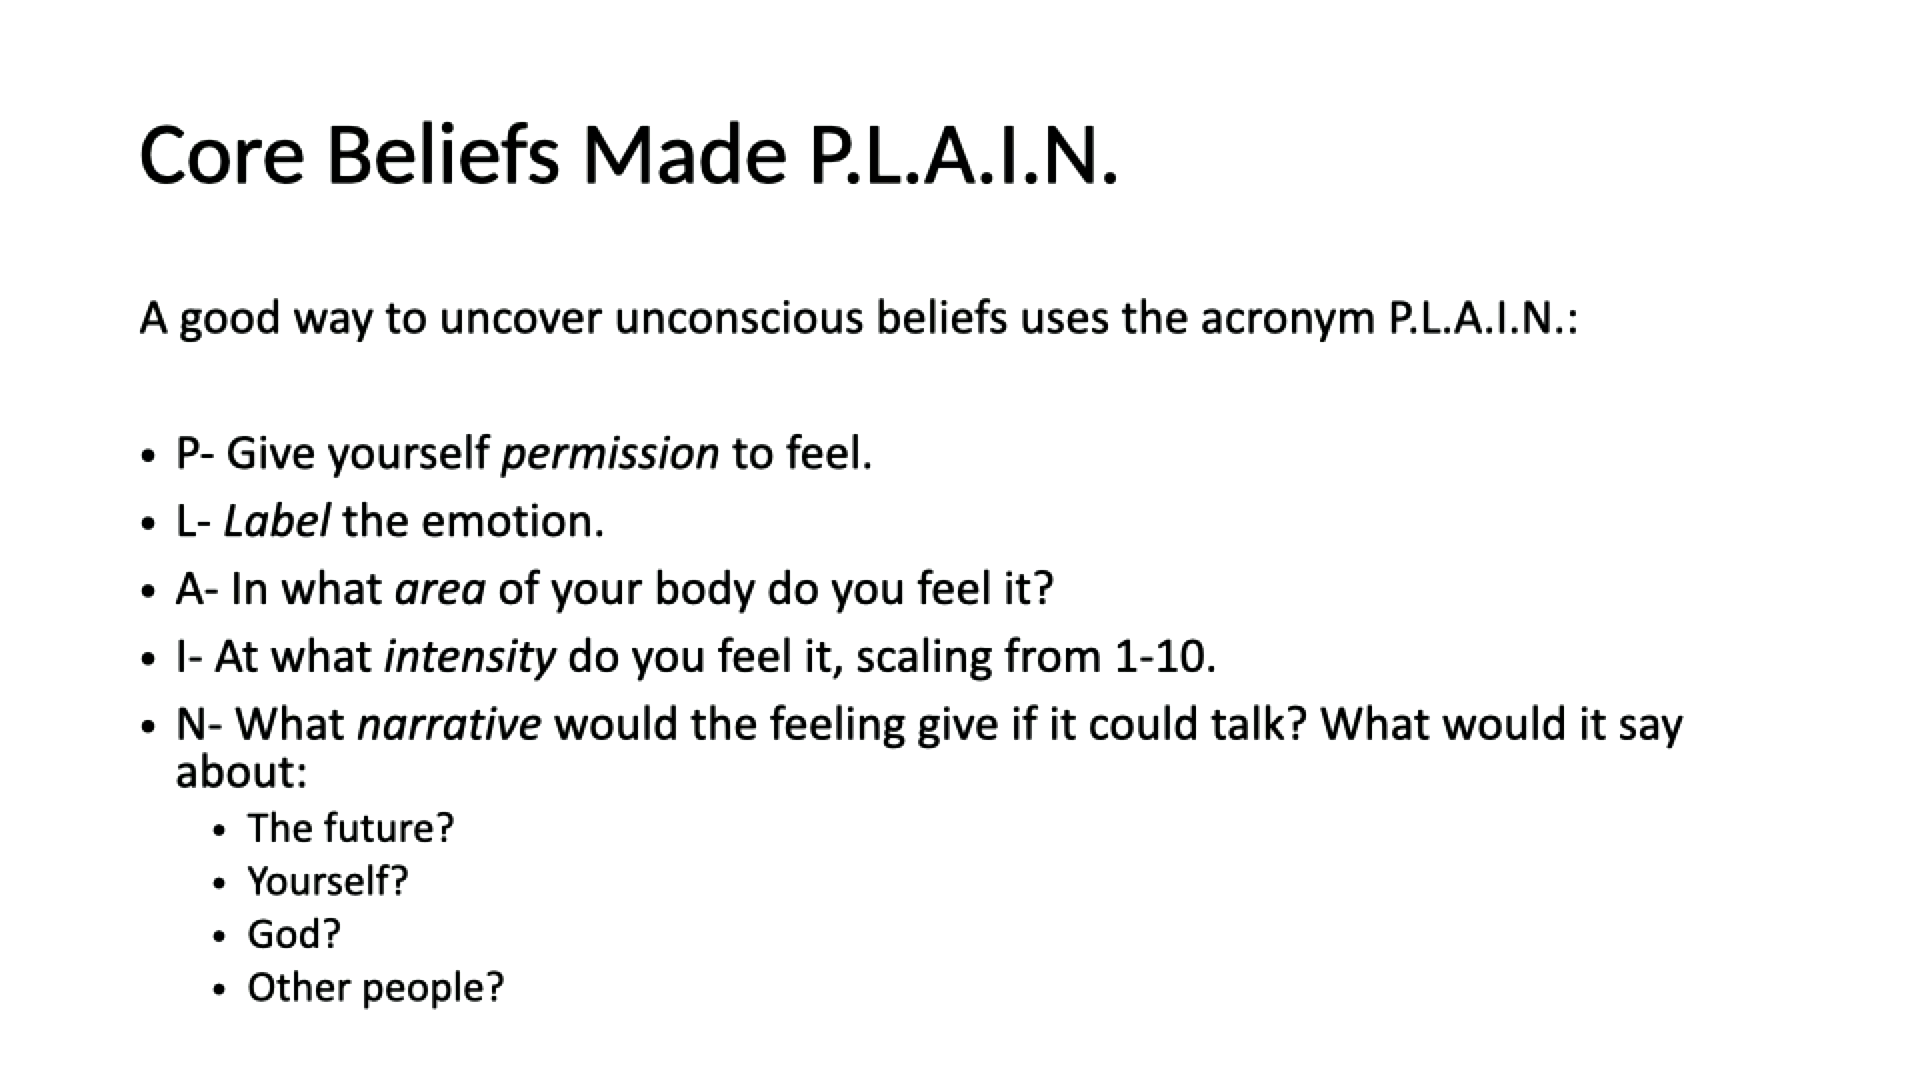 Core Beliefs Made P.L.A.I.N.
A good way to uncover unconscious beliefs uses the acronym P.L.A.I.N.:
• P- Give yourself permission to feel.
• L- Label the emotion.
• A- In what area of your body do you feel it?
• I- At what intensity do you feel it, scaling from 1-10.
• N- What narrative would the feeling give if it could talk? What would it say
about:
• The future?
• Yourself?
• God?
• Other people?